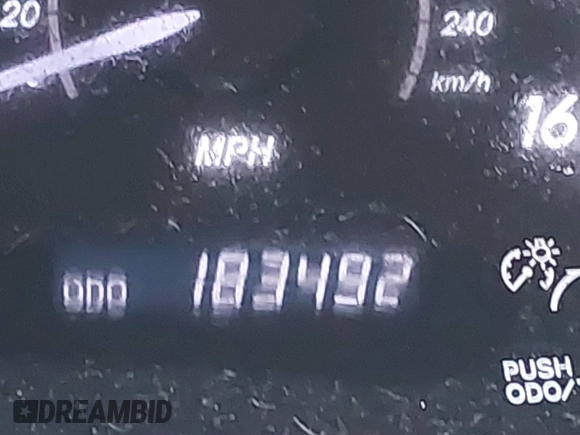 20
240
km/h
16
MPH
ODO 183492
PUSH
ODO/
DREAMBID